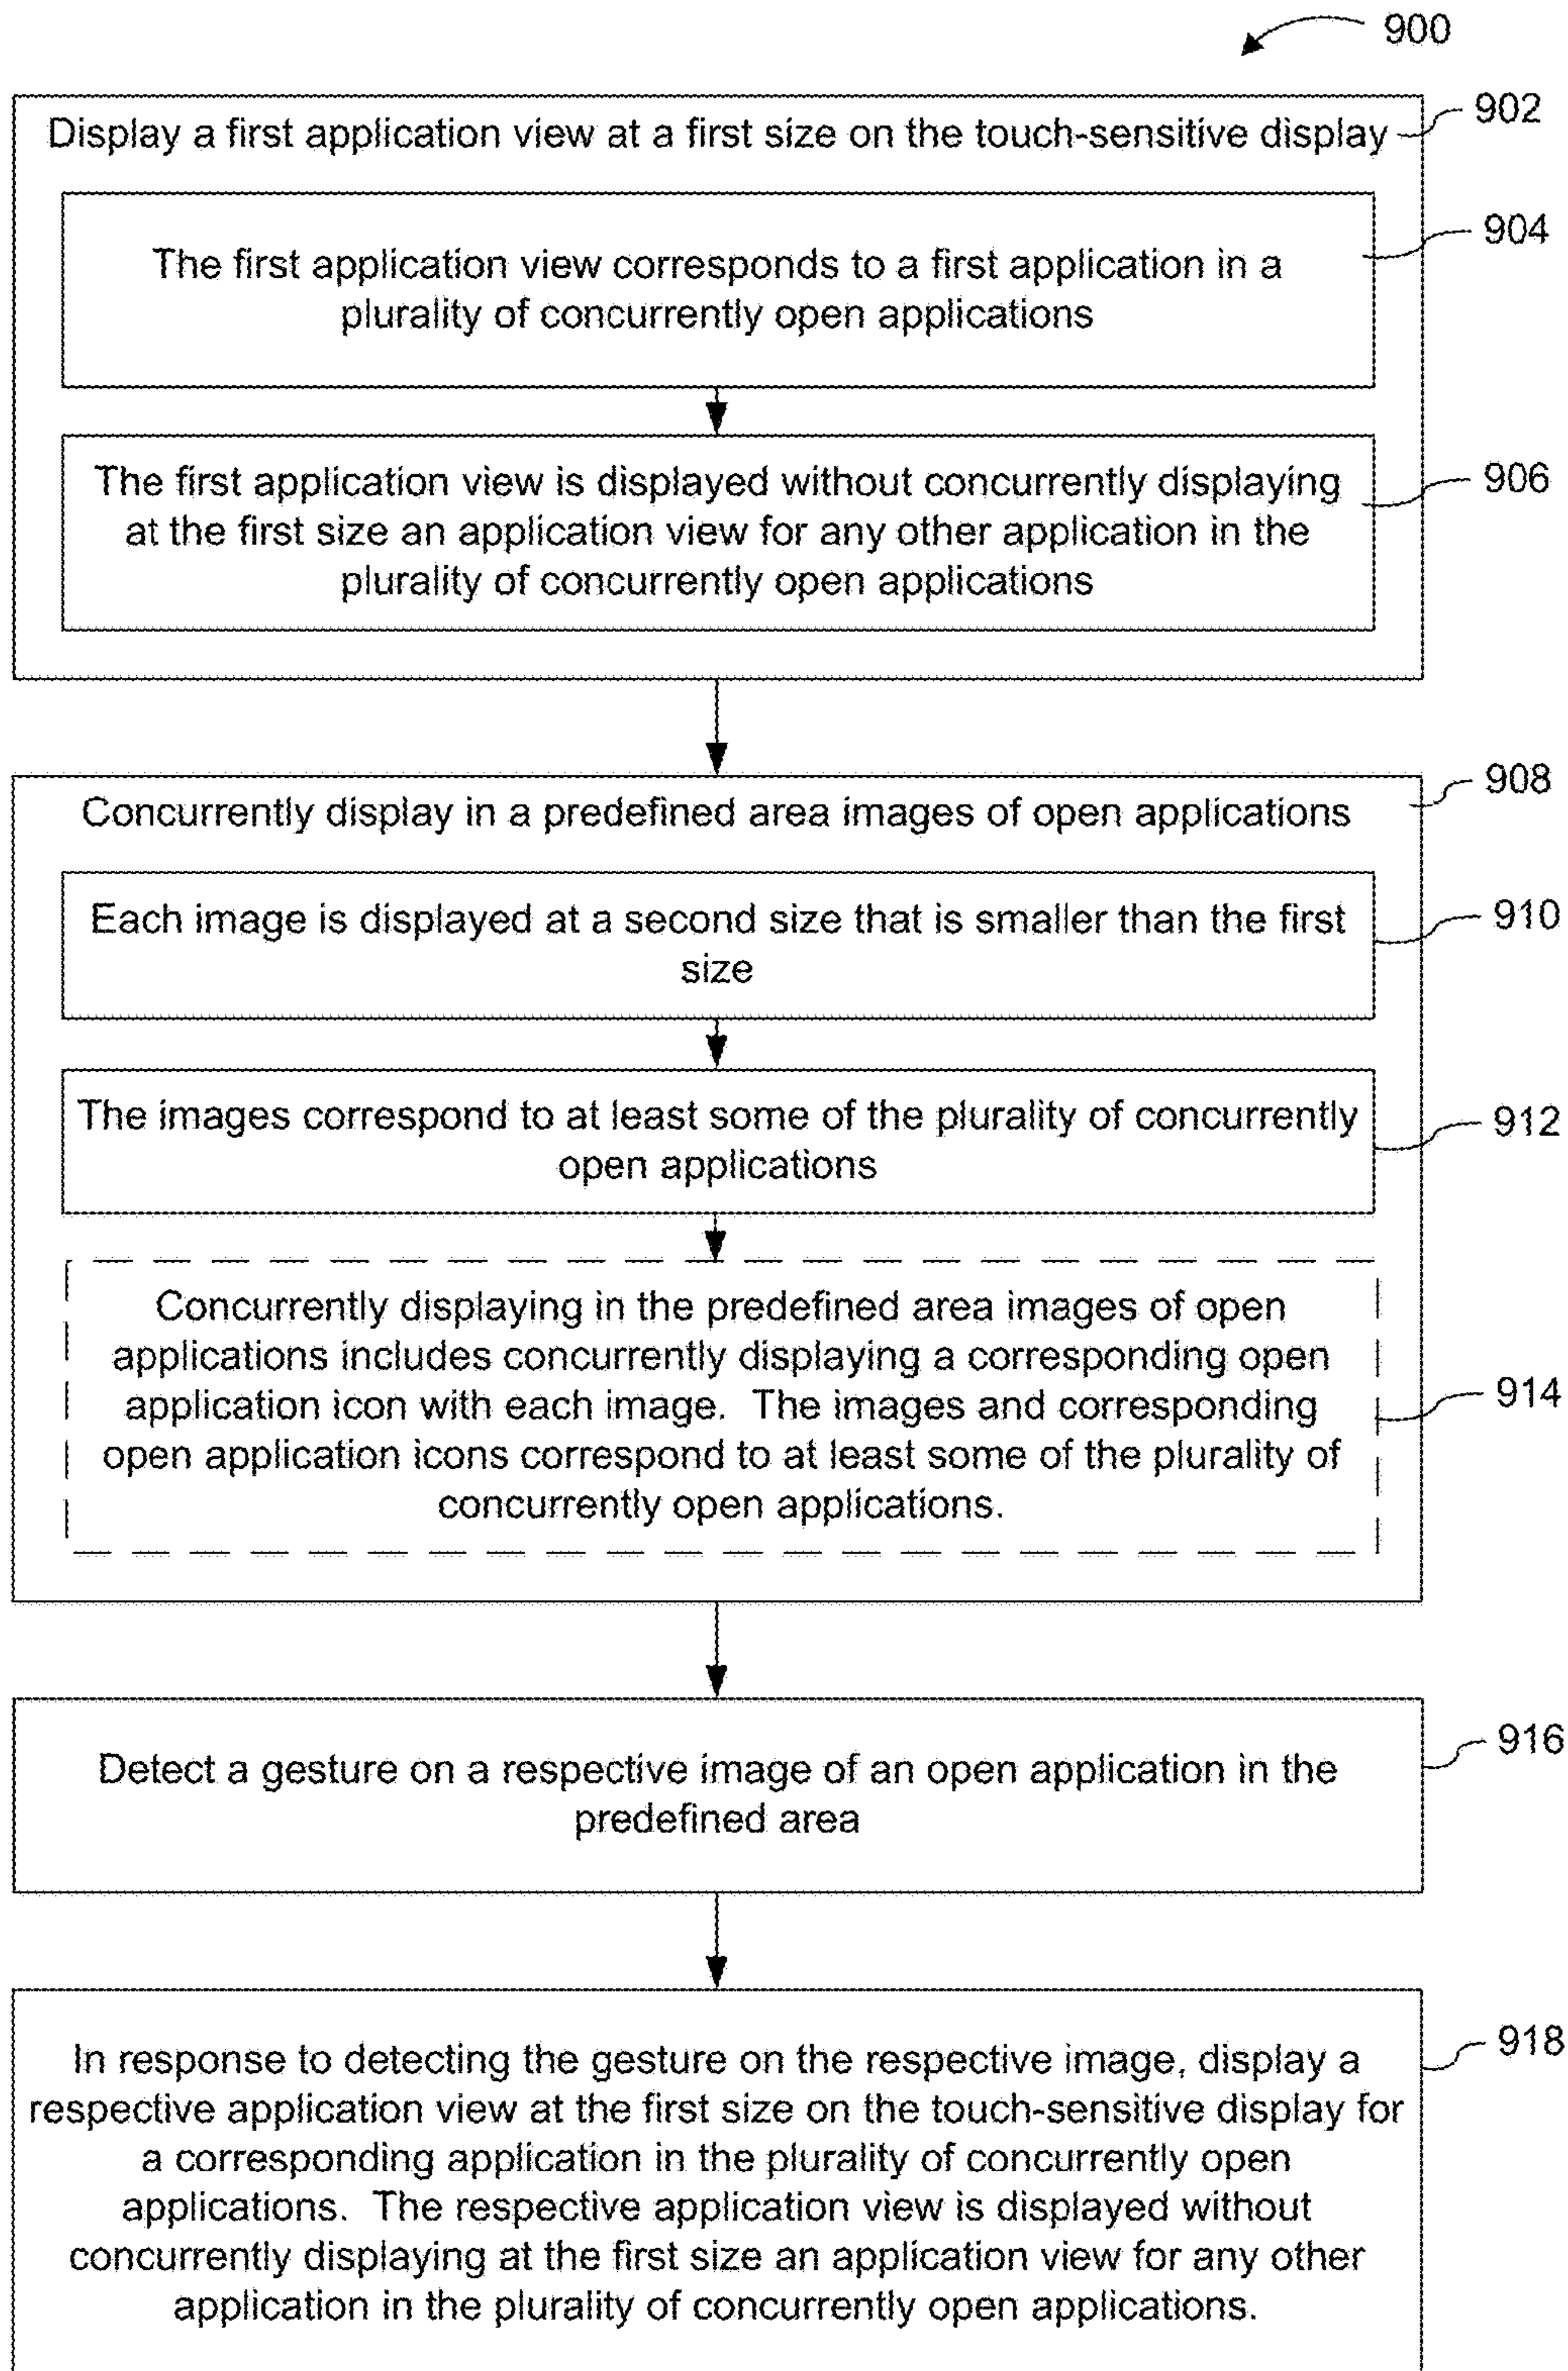 900
Display a first application view at a first size on the touch-sensitive display
902
The first application view corresponds to a first application in a
plurality of concurrently open applications
904
The first application view is displayed without concurrently displaying
at the first size an application view for any other application in the
plurality of concurrently open applications
906
Concurrently display in a predefined area images of open applications
908
Each image is displayed at a second size that is smaller than the first
size
910
The images correspond to at least some of the plurality of concurrently
open applications
912
Concurrently displaying in the predefined area images of open
applications includes concurrently displaying a corresponding open
application icon with each image. The images and corresponding
open application icons correspond to at least some of the plurality of
concurrently open applications.
914
Detect a gesture on a respective image of an open application in the
predefined area
916
In response to detecting the gesture on the respective image, display a
respective application view at the first size on the touch-sensitive display for
a corresponding application in the plurality of concurrently open
applications. The respective application view is displayed without
concurrently displaying at the first size an application view for any other
application in the plurality of concurrently open applications.
918